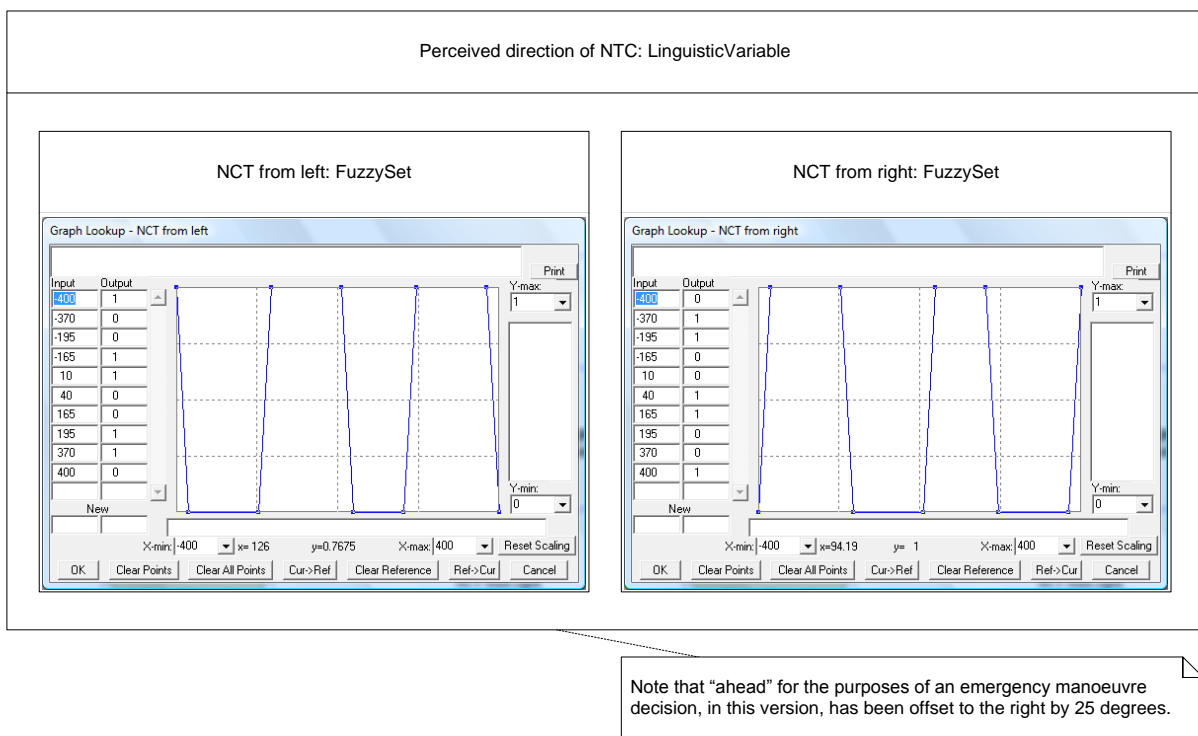 Perceived direction of NTC: LinguisticVariable
NCT from left: FuzzySet
Graph Lookup - NCT from left
Print
Input Output
-400 1
-370 0
-195 0
-165 1
10 1
40 0
165 0
195 1
370 1
400 0
New
Y-max:
1
Y-min:
0
X-min: -400 x= 126 y=0.7675 X-max: 400 Reset Scaling
OK Clear Points Clear All Points Cur->Ref Clear Reference Ref->Cur Cancel
NCT from right: FuzzySet
Graph Lookup - NCT from right
Print
Input Output
-400 0
-370 1
-195 1
-165 0
10 0
40 1
165 1
195 0
370 0
400 1
New
Y-max:
1
Y-min:
0
X-min: -400 x=94.19 y= 1 X-max: 400 Reset Scaling
OK Clear Points Clear All Points Cur->Ref Clear Reference Ref->Cur Cancel
Note that “ahead” for the purposes of an emergency manoeuvre
decision, in this version, has been offset to the right by 25 degrees.